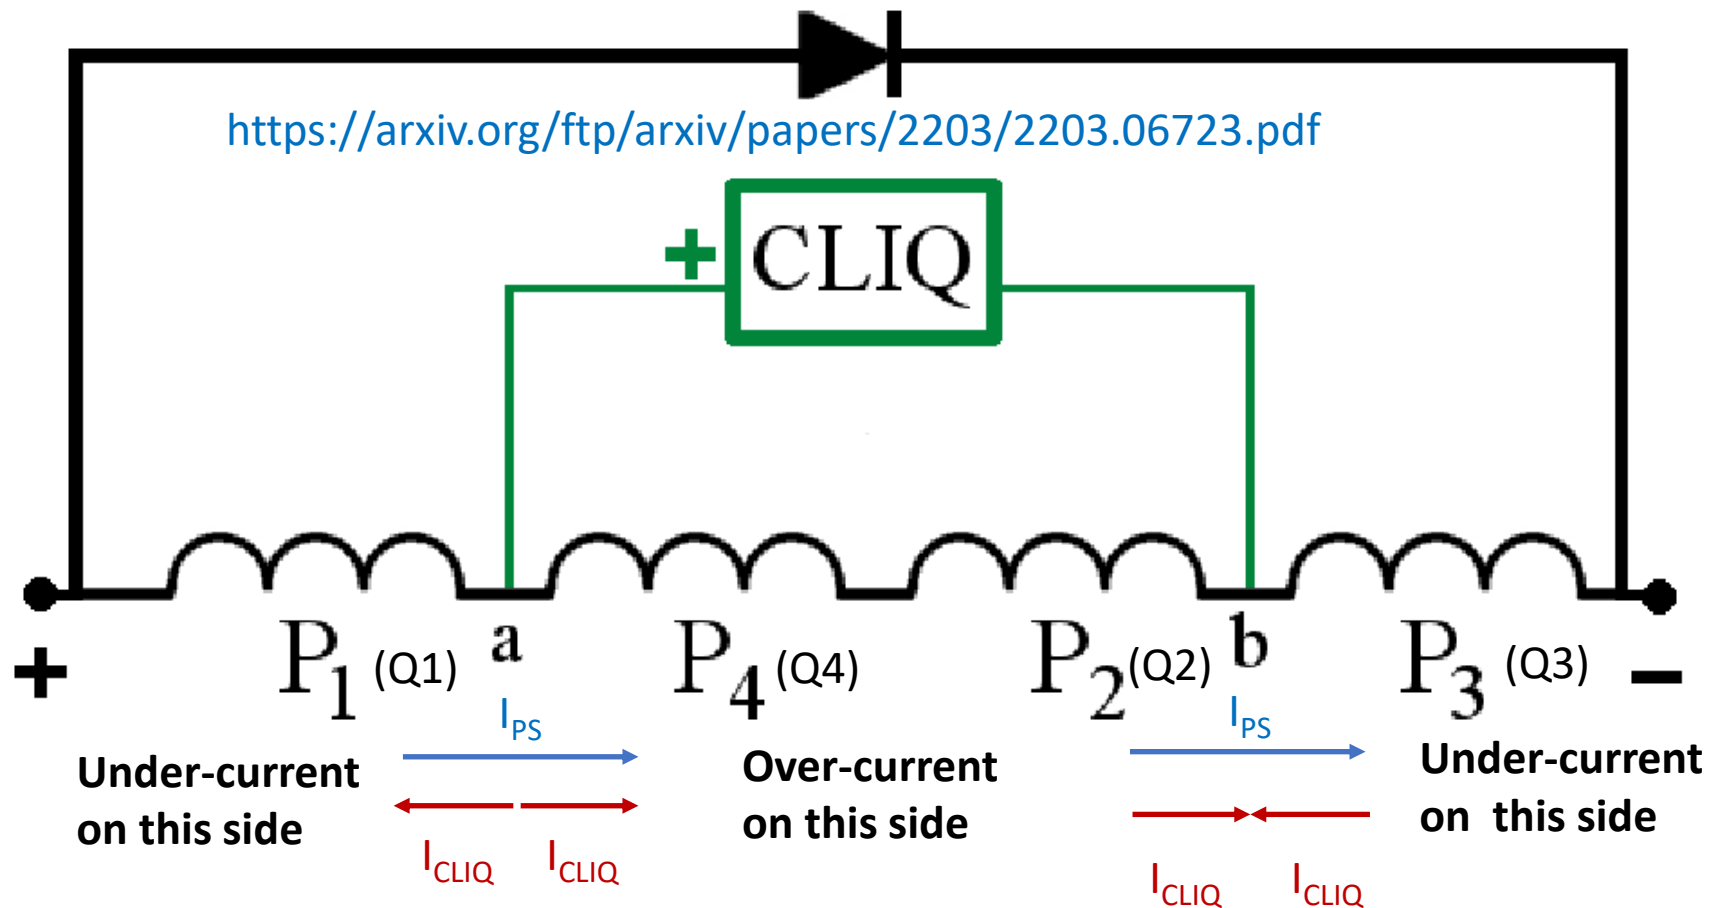 https://arxiv.org/ftp/arxiv/papers/2203/2203.06723.pdf
+ CLIQ
P1 (Q1) a P4 (Q4) P2 (Q2) b P3 (Q3)
+ −
IPS IPS
Under-current
on this side
Over-current
on this side
Under-current
on this side
ICLIQ ICLIQ ICLIQ ICLIQ